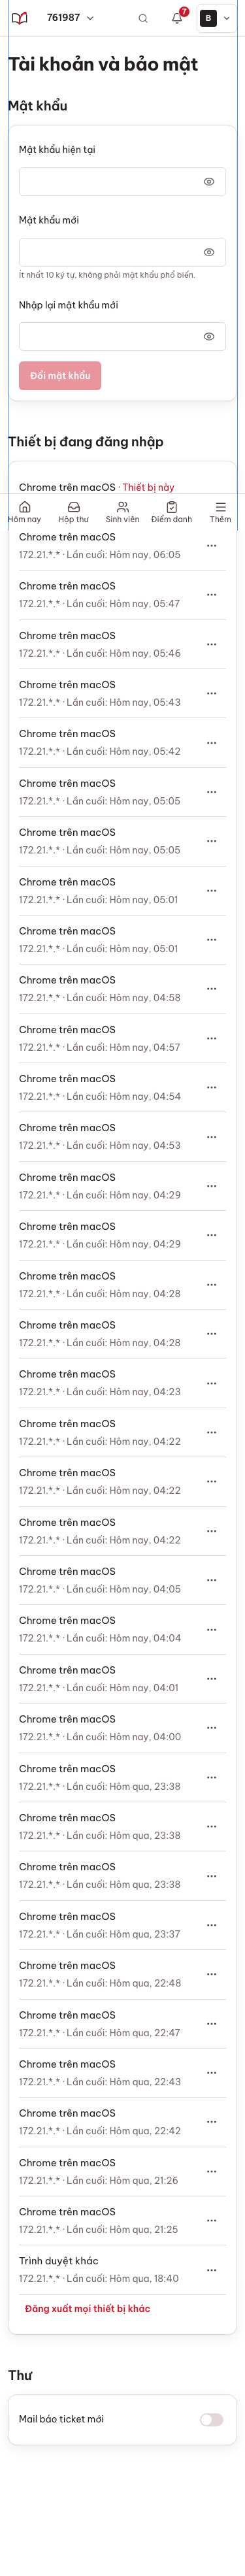 761987
7
B
Tài khoản và bảo mật
Mật khẩu
Mật khẩu hiện tại
Mật khẩu mới
Ít nhất 10 ký tự, không phải mật khẩu phổ biến.
Nhập lại mật khẩu mới
Đổi mật khẩu
Thiết bị đang đăng nhập
Chrome trên macOS · Thiết bị này
Hôm nay Hộp thư Sinh viên Điểm danh Thêm
Chrome trên macOS
172.21.*.* · Lần cuối: Hôm nay, 06:05
Chrome trên macOS
172.21.*.* · Lần cuối: Hôm nay, 05:47
Chrome trên macOS
172.21.*.* · Lần cuối: Hôm nay, 05:46
Chrome trên macOS
172.21.*.* · Lần cuối: Hôm nay, 05:43
Chrome trên macOS
172.21.*.* · Lần cuối: Hôm nay, 05:42
Chrome trên macOS
172.21.*.* · Lần cuối: Hôm nay, 05:05
Chrome trên macOS
172.21.*.* · Lần cuối: Hôm nay, 05:05
Chrome trên macOS
172.21.*.* · Lần cuối: Hôm nay, 05:01
Chrome trên macOS
172.21.*.* · Lần cuối: Hôm nay, 05:01
Chrome trên macOS
172.21.*.* · Lần cuối: Hôm nay, 04:58
Chrome trên macOS
172.21.*.* · Lần cuối: Hôm nay, 04:57
Chrome trên macOS
172.21.*.* · Lần cuối: Hôm nay, 04:54
Chrome trên macOS
172.21.*.* · Lần cuối: Hôm nay, 04:53
Chrome trên macOS
172.21.*.* · Lần cuối: Hôm nay, 04:29
Chrome trên macOS
172.21.*.* · Lần cuối: Hôm nay, 04:29
Chrome trên macOS
172.21.*.* · Lần cuối: Hôm nay, 04:28
Chrome trên macOS
172.21.*.* · Lần cuối: Hôm nay, 04:28
Chrome trên macOS
172.21.*.* · Lần cuối: Hôm nay, 04:23
Chrome trên macOS
172.21.*.* · Lần cuối: Hôm nay, 04:22
Chrome trên macOS
172.21.*.* · Lần cuối: Hôm nay, 04:22
Chrome trên macOS
172.21.*.* · Lần cuối: Hôm nay, 04:22
Chrome trên macOS
172.21.*.* · Lần cuối: Hôm nay, 04:05
Chrome trên macOS
172.21.*.* · Lần cuối: Hôm nay, 04:04
Chrome trên macOS
172.21.*.* · Lần cuối: Hôm nay, 04:01
Chrome trên macOS
172.21.*.* · Lần cuối: Hôm nay, 04:00
Chrome trên macOS
172.21.*.* · Lần cuối: Hôm qua, 23:38
Chrome trên macOS
172.21.*.* · Lần cuối: Hôm qua, 23:38
Chrome trên macOS
172.21.*.* · Lần cuối: Hôm qua, 23:38
Chrome trên macOS
172.21.*.* · Lần cuối: Hôm qua, 23:37
Chrome trên macOS
172.21.*.* · Lần cuối: Hôm qua, 22:48
Chrome trên macOS
172.21.*.* · Lần cuối: Hôm qua, 22:47
Chrome trên macOS
172.21.*.* · Lần cuối: Hôm qua, 22:43
Chrome trên macOS
172.21.*.* · Lần cuối: Hôm qua, 22:42
Chrome trên macOS
172.21.*.* · Lần cuối: Hôm qua, 21:26
Chrome trên macOS
172.21.*.* · Lần cuối: Hôm qua, 21:25
Trình duyệt khác
172.21.*.* · Lần cuối: Hôm qua, 18:40
Đăng xuất mọi thiết bị khác
Thư
Mail báo ticket mới